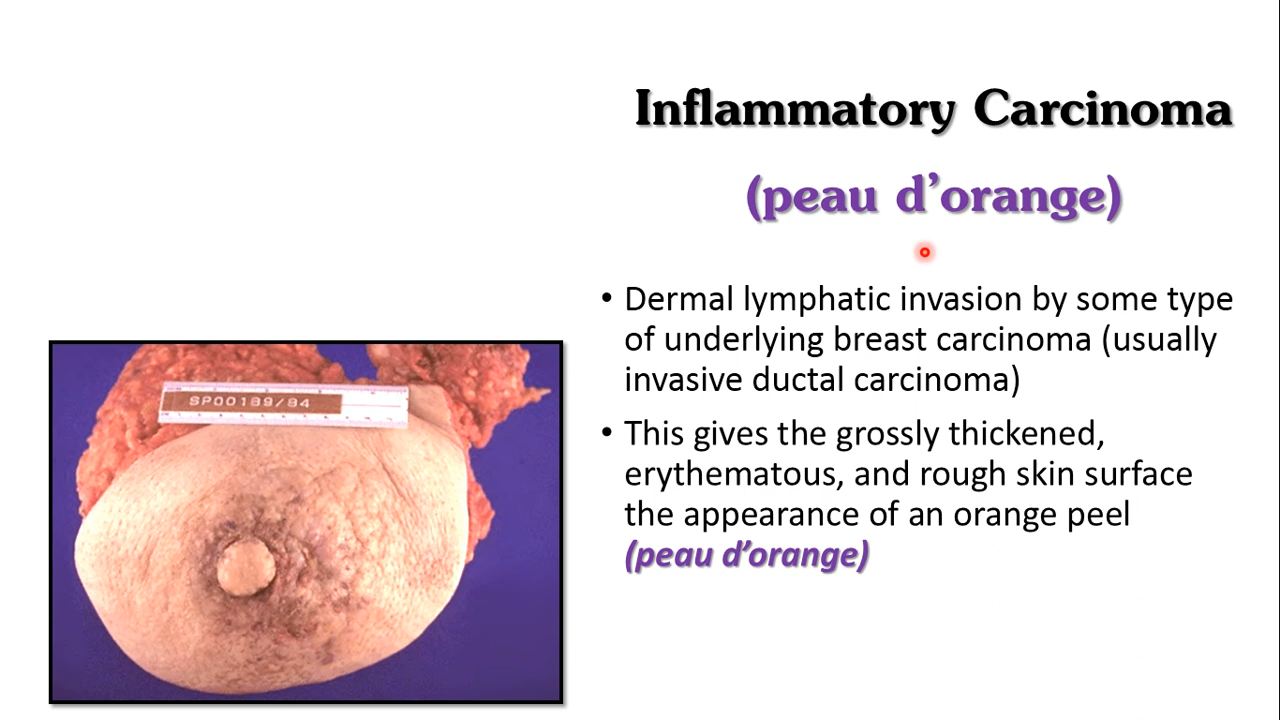 Inflammatory Carcinoma
(peau d’orange)
• Dermal lymphatic invasion by some type
of underlying breast carcinoma (usually
invasive ductal carcinoma)
• This gives the grossly thickened,
erythematous, and rough skin surface
the appearance of an orange peel
(peau d’orange)
SP00189/84